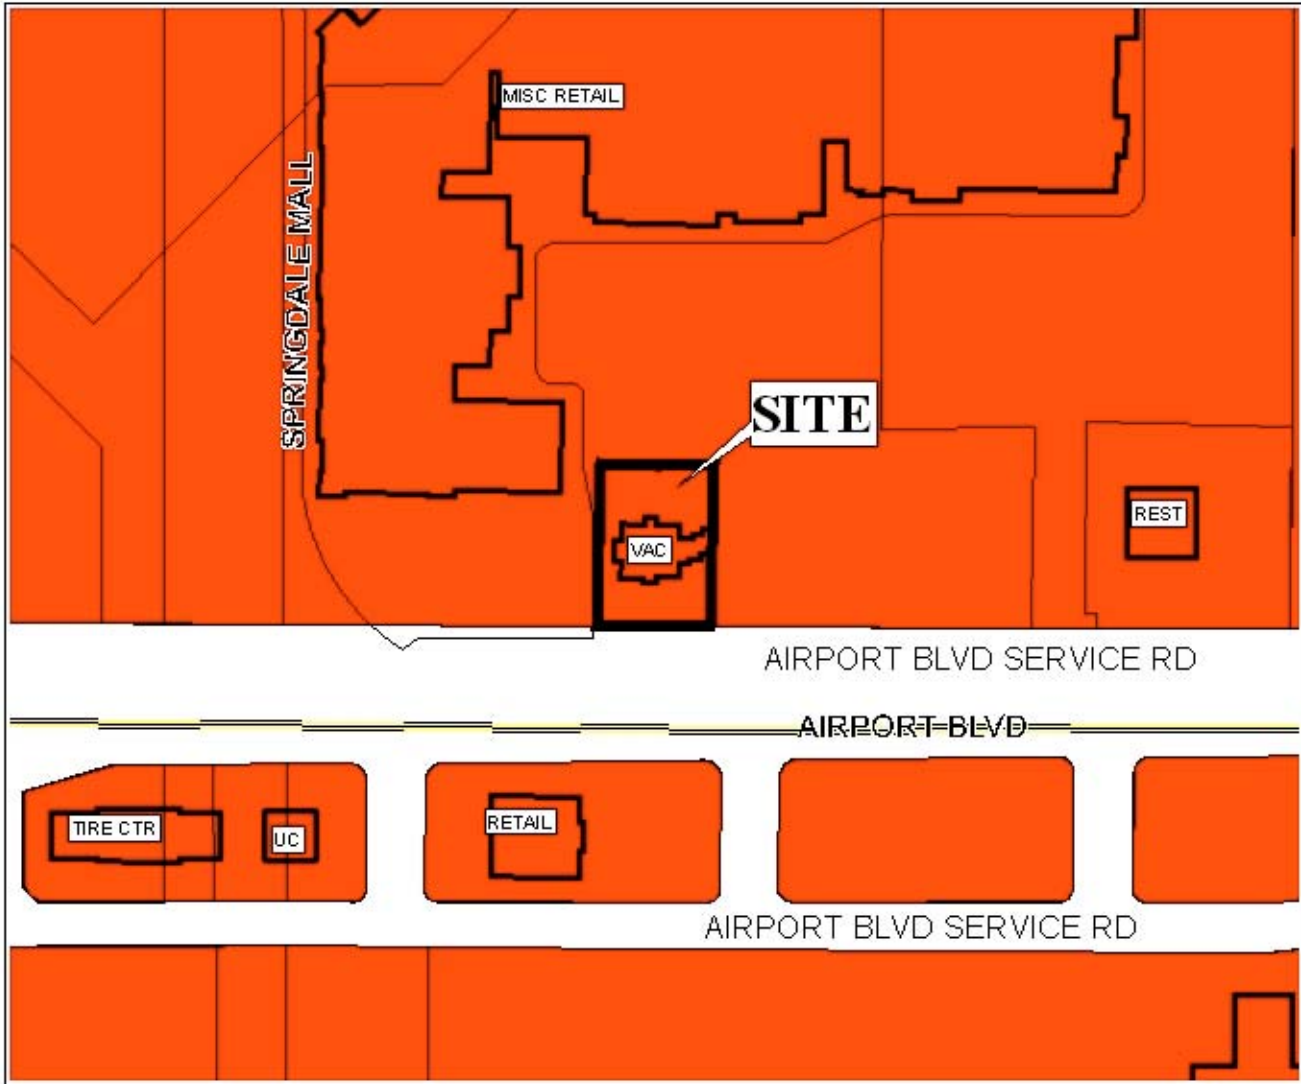 MISC RETAIL
SPRINGDALE MALL
SITE
REST
VAC
AIRPORT BLVD SERVICE RD
AIRPORT BLVD
TIRE CTR
UC
RETAIL
AIRPORT BLVD SERVICE RD